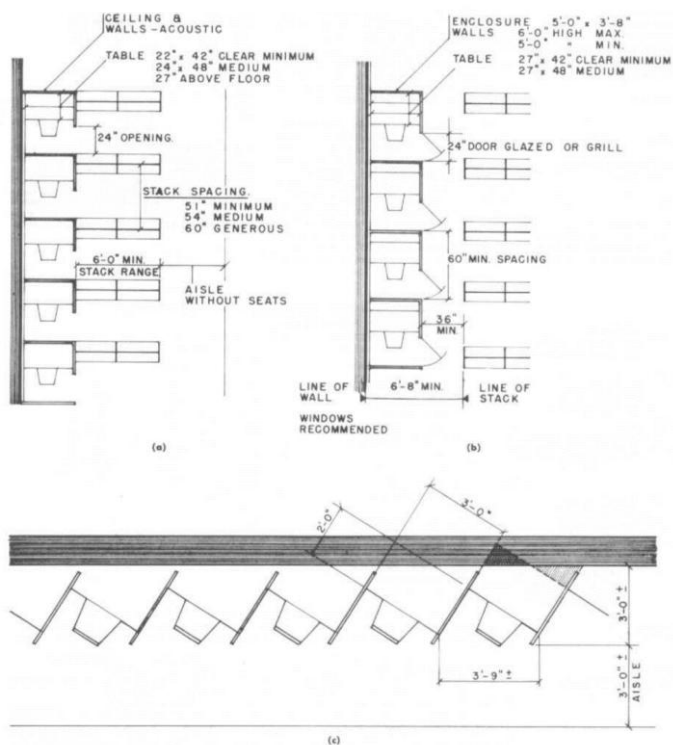 CEILING &
WALLS-ACOUSTIC
TABLE 22" x 42" CLEAR MINIMUM
24" x 48" MEDIUM
27" ABOVE FLOOR
24" OPENING.
STACK SPACING.
51" MINIMUM
54" MEDIUM
60" GENEROUS
6'-0" MIN.
STACK RANGE
AISLE
WITHOUT SEATS
(a)
ENCLOSURE 5'-0" x 3'-8"
WALLS 6'-0" HIGH MAX.
5'-0" " MIN.
TABLE 27" x 42" CLEAR MINIMUM
27" x 48" MEDIUM
24" DOOR GLAZED OR GRILL
60" MIN. SPACING
36"
MIN.
LINE OF
WALL
6'-8" MIN.
LINE OF
STACK
WINDOWS
RECOMMENDED
(b)
2'-0"
3'-0"
3'-0" ±
3'-9" ±
3'-0" ±
AISLE
(c)